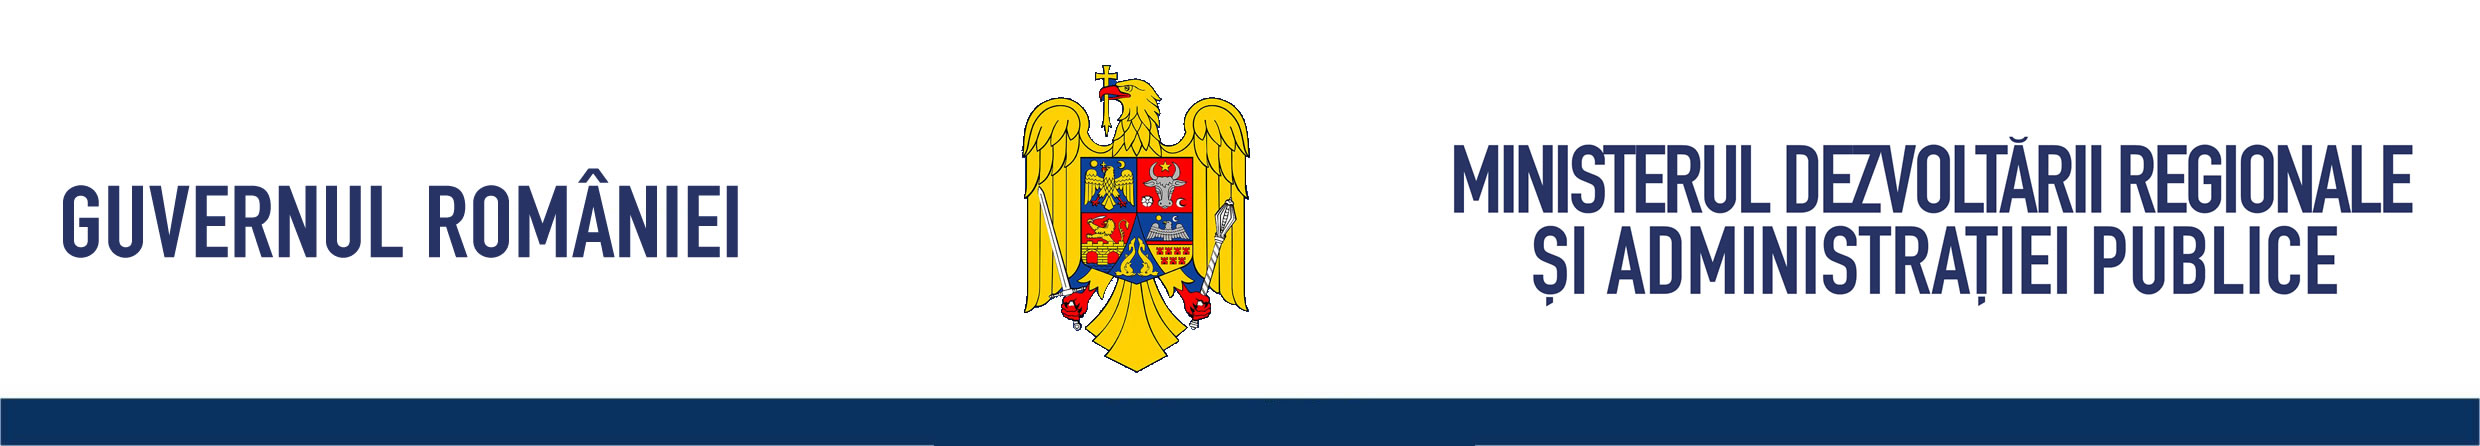 GUVERNUL ROMÂNIEI
MINISTERUL DEZVOLTĂRII REGIONALE
ȘI ADMINISTRAȚIEI PUBLICE